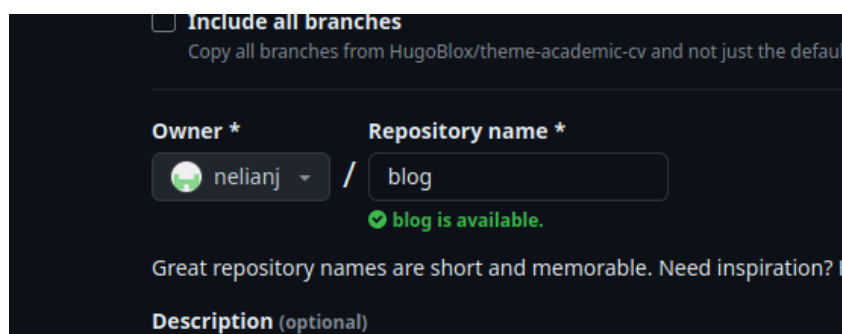 Include all branches
Copy all branches from HugoBlox/theme-academic-cv and not just the defaul
Owner * Repository name *
nelianj / blog
blog is available.
Great repository names are short and memorable. Need inspiration?
Description (optional)